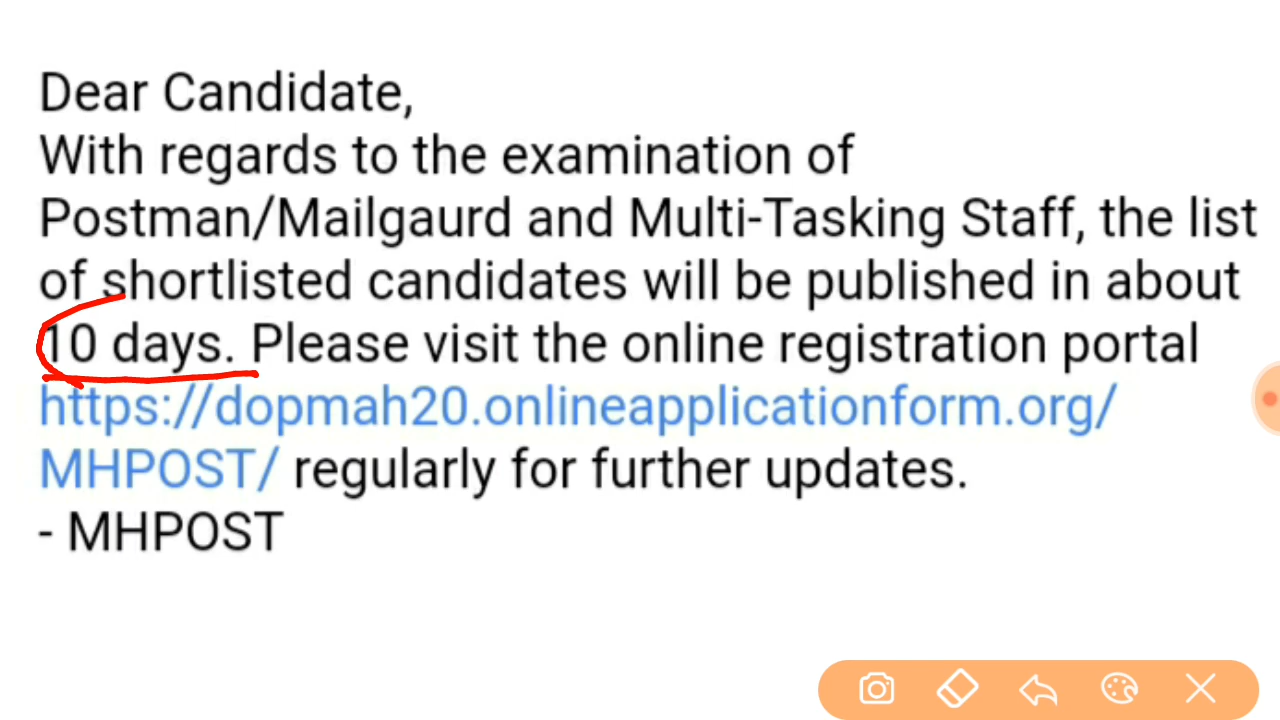 Dear Candidate,
With regards to the examination of
Postman/Mailgaurd and Multi-Tasking Staff, the list
of shortlisted candidates will be published in about
10 days. Please visit the online registration portal
https://dopmah20.onlineapplicationform.org/
MHPOST/ regularly for further updates.
- MHPOST